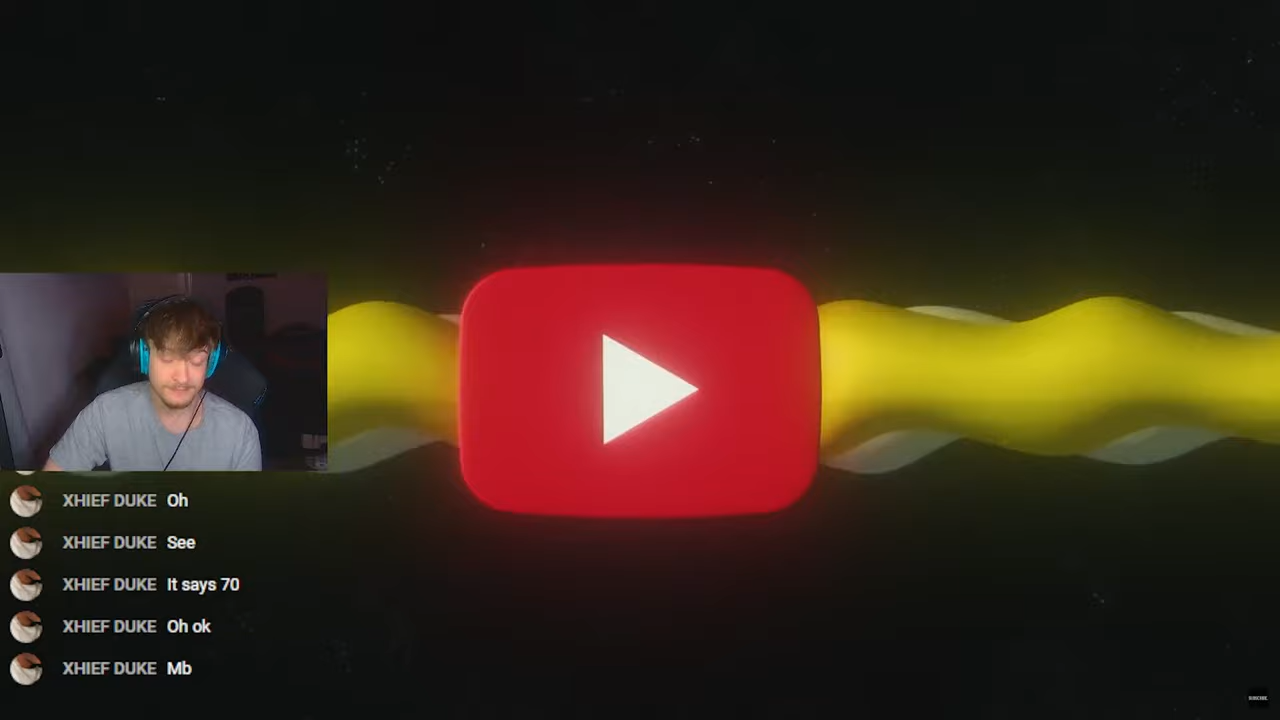 XHIEF DUKE Oh
XHIEF DUKE See
XHIEF DUKE It says 70
XHIEF DUKE Oh ok
XHIEF DUKE Mb